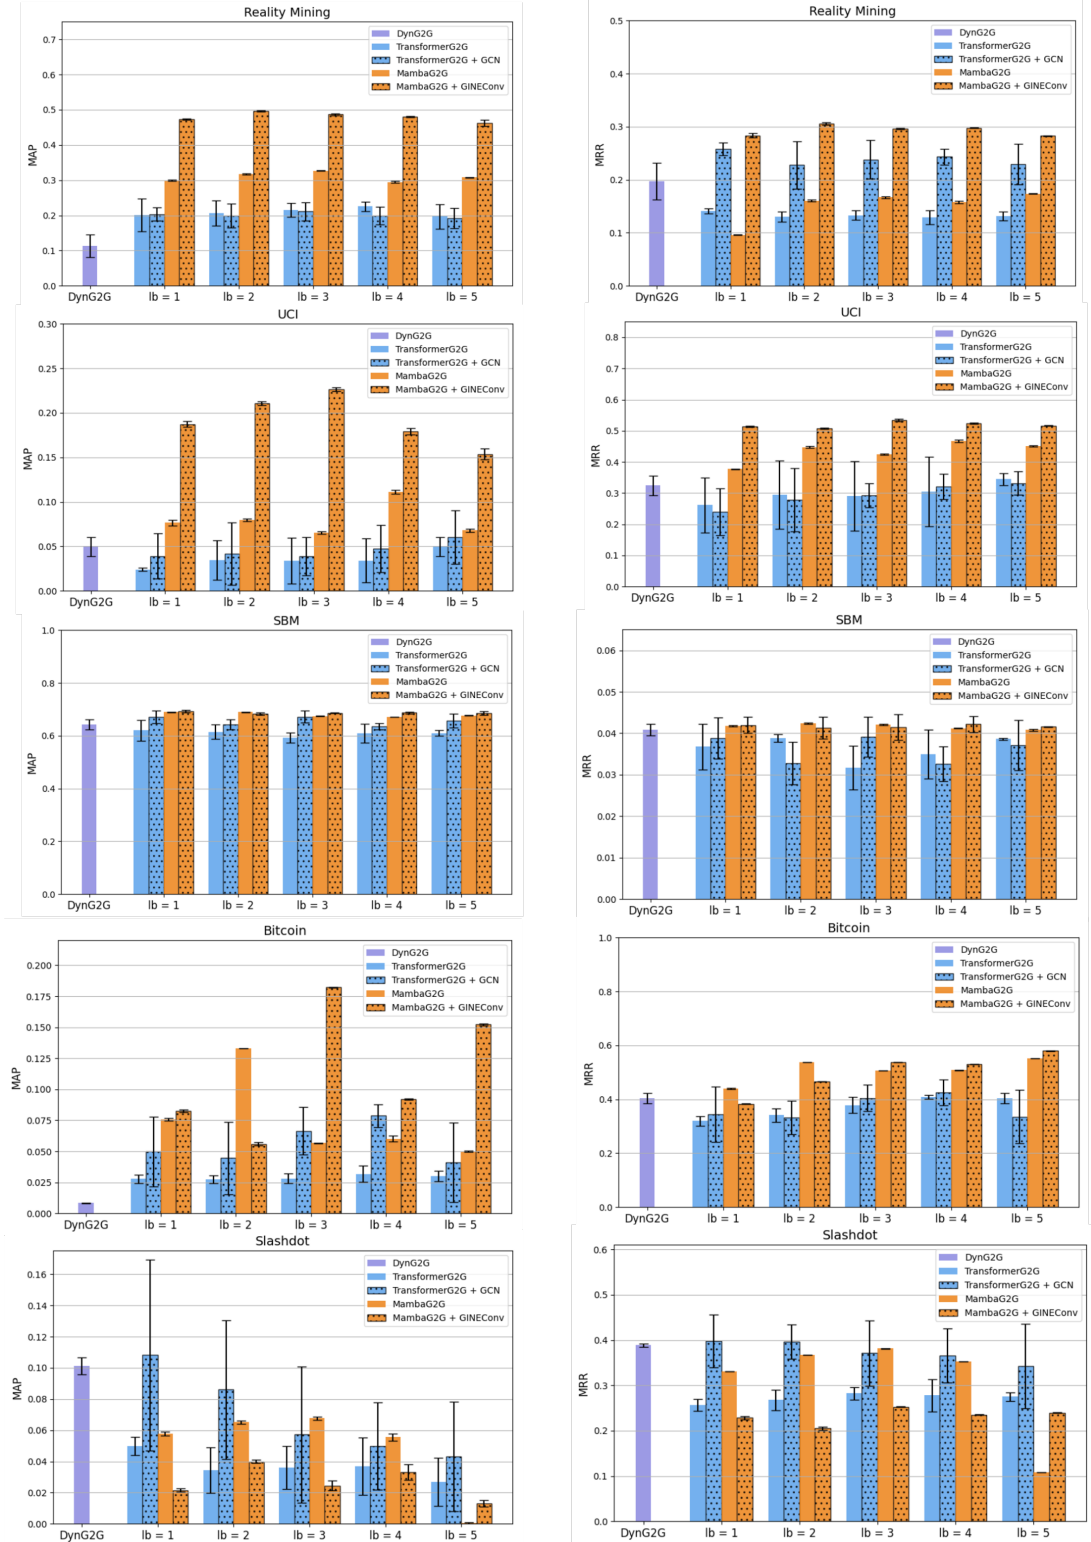 Reality Mining
MAP
0.7
0.6
0.5
0.4
0.3
0.2
0.1
0.0
DynG2G
TransformerG2G
TransformerG2G + GCN
MambaG2G
MambaG2G + GINEConv
DynG2G lb = 1 lb = 2 lb = 3 lb = 4 lb = 5
Reality Mining
MRR
0.5
0.4
0.3
0.2
0.1
0.0
DynG2G
TransformerG2G
TransformerG2G + GCN
MambaG2G
MambaG2G + GINEConv
DynG2G lb = 1 lb = 2 lb = 3 lb = 4 lb = 5
UCI
MAP
0.30
0.25
0.20
0.15
0.10
0.05
0.00
DynG2G
TransformerG2G
TransformerG2G + GCN
MambaG2G
MambaG2G + GINEConv
DynG2G lb = 1 lb = 2 lb = 3 lb = 4 lb = 5
UCI
MRR
0.8
0.7
0.6
0.5
0.4
0.3
0.2
0.1
0.0
DynG2G
TransformerG2G
TransformerG2G + GCN
MambaG2G
MambaG2G + GINEConv
DynG2G lb = 1 lb = 2 lb = 3 lb = 4 lb = 5
SBM
MAP
1.0
0.8
0.6
0.4
0.2
0.0
DynG2G
TransformerG2G
TransformerG2G + GCN
MambaG2G
MambaG2G + GINEConv
DynG2G lb = 1 lb = 2 lb = 3 lb = 4 lb = 5
SBM
MRR
0.06
0.05
0.04
0.03
0.02
0.01
0.00
DynG2G
TransformerG2G
TransformerG2G + GCN
MambaG2G
MambaG2G + GINEConv
DynG2G lb = 1 lb = 2 lb = 3 lb = 4 lb = 5
Bitcoin
MAP
0.200
0.175
0.150
0.125
0.100
0.075
0.050
0.025
0.000
DynG2G
TransformerG2G
TransformerG2G + GCN
MambaG2G
MambaG2G + GINEConv
DynG2G lb = 1 lb = 2 lb = 3 lb = 4 lb = 5
Bitcoin
MRR
1.0
0.8
0.6
0.4
0.2
0.0
DynG2G
TransformerG2G
TransformerG2G + GCN
MambaG2G
MambaG2G + GINEConv
DynG2G lb = 1 lb = 2 lb = 3 lb = 4 lb = 5
Slashdot
MAP
0.16
0.14
0.12
0.10
0.08
0.06
0.04
0.02
0.00
DynG2G
TransformerG2G
TransformerG2G + GCN
MambaG2G
MambaG2G + GINEConv
DynG2G lb = 1 lb = 2 lb = 3 lb = 4 lb = 5
Slashdot
MRR
0.6
0.5
0.4
0.3
0.2
0.1
0.0
DynG2G
TransformerG2G
TransformerG2G + GCN
MambaG2G
MambaG2G + GINEConv
DynG2G lb = 1 lb = 2 lb = 3 lb = 4 lb = 5